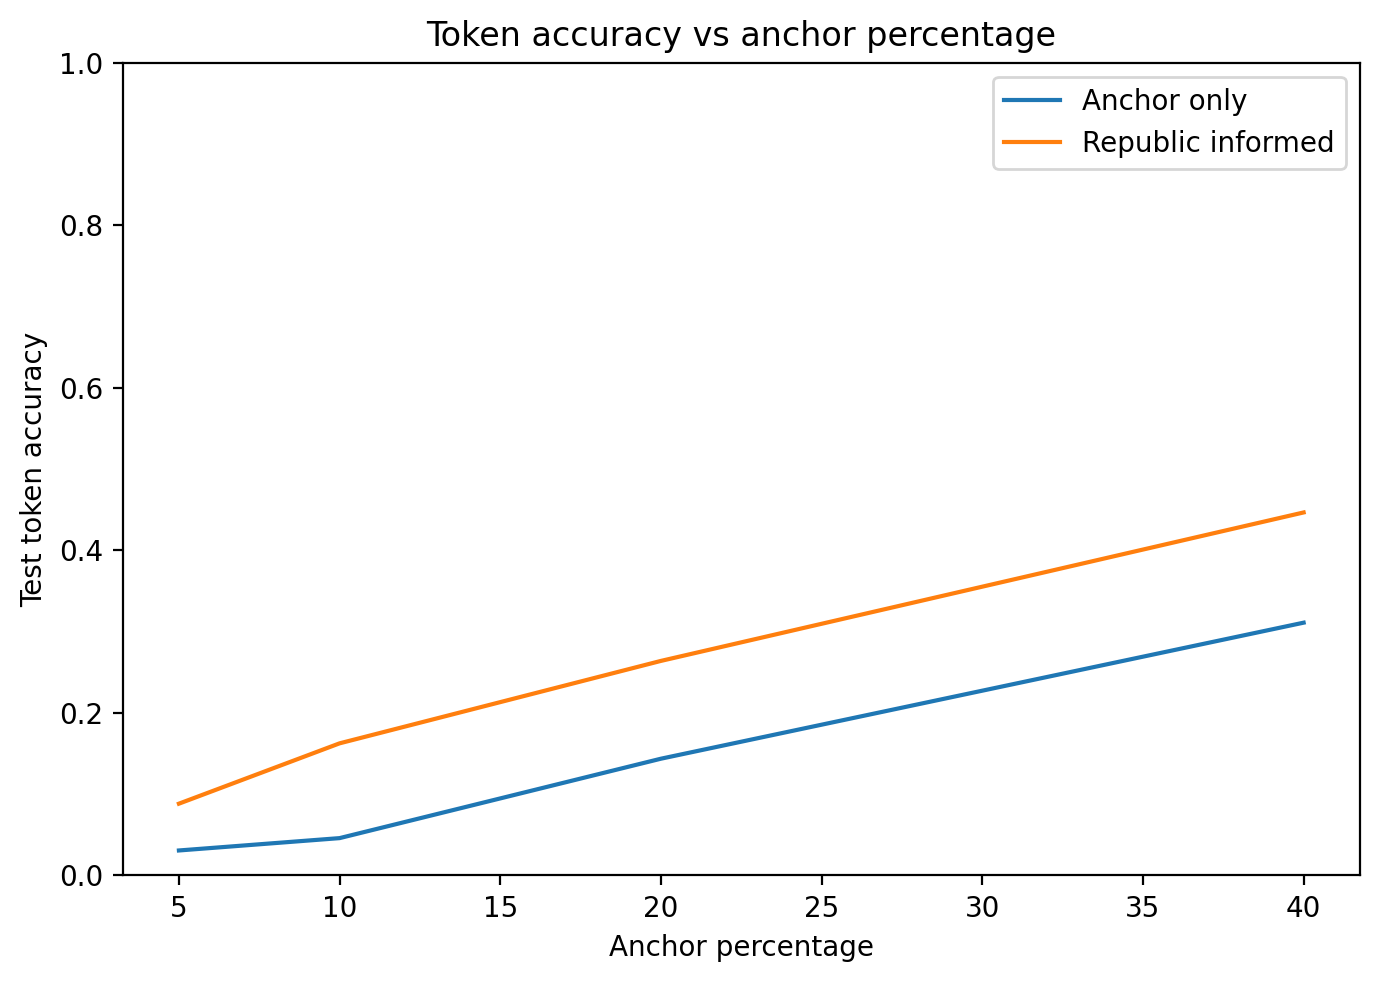 Token accuracy vs anchor percentage
Anchor only
Republic informed
1.0
0.8
0.6
0.4
0.2
0.0
Test token accuracy
5 10 15 20 25 30 35 40
Anchor percentage